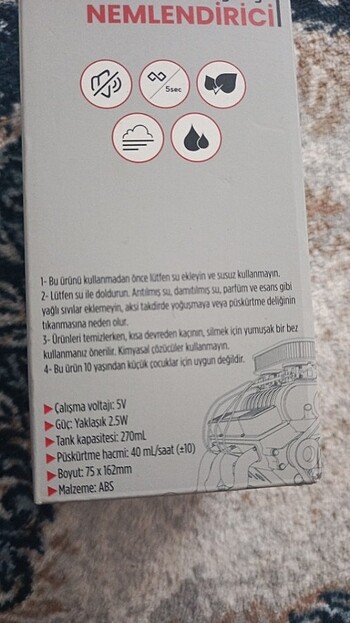 NEMLENDİRİCİ
5sec
1- Bu ürünü kullanmadan önce lütfen su ekleyin ve susuz kullanmayın.
2- Lütfen su ile doldurun. Arıtılmış su, damıtılmış su, parfüm ve esans gibi
yağlı sıvılar eklemeyin, aksi takdirde yoğuşmaya veya püskürtme deliğinin
tıkanmasına neden olur.
3- Ürünleri temizlerken, kısa devreden kaçının, silmek için yumuşak bir bez
kullanmanız önerilir. Kimyasal çözücüler kullanmayın.
4- Bu ürün 10 yaşından küçük çocuklar için uygun değildir.
▶Çalışma voltajı: 5V
▶Güç: Yaklaşık 2.5W
▶Tank kapasitesi: 270mL
▶Püskürtme hacmi: 40 mL/saat (±10)
▶Boyut: 75 x 162mm
▶Malzeme: ABS